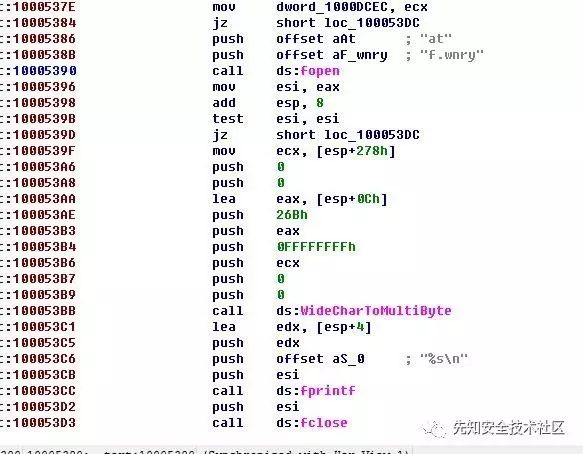 c:1000537E mov dword_1000DCEC, ecx
c:10005384 jz short loc_100053DC
c:10005386 push offset aAt ; "at"
c:1000538B push offset aF_wnry ; "f.wnry"
c:10005390 call ds:fopen
c:10005396 mov esi, eax
c:10005398 add esp, 8
c:1000539B test esi, esi
c:1000539D jz short loc_100053DC
c:1000539F mov ecx, [esp+278h]
c:100053A6 push 0
c:100053A8 push 0
c:100053AA lea eax, [esp+0Ch]
c:100053AE push 26Bh
c:100053B3 push eax
c:100053B4 push 0FFFFFFFFh
c:100053B6 push ecx
c:100053B7 push 0
c:100053B9 push 0
c:100053BB call ds:WideCharToMultiByte
c:100053C1 lea edx, [esp+4]
c:100053C5 push edx
c:100053C6 push offset aS_0 ; "%s\n"
c:100053CB push esi
c:100053CC call ds:fprintf
c:100053D2 push esi
c:100053D3 call ds:fclose
先知安全技术社区